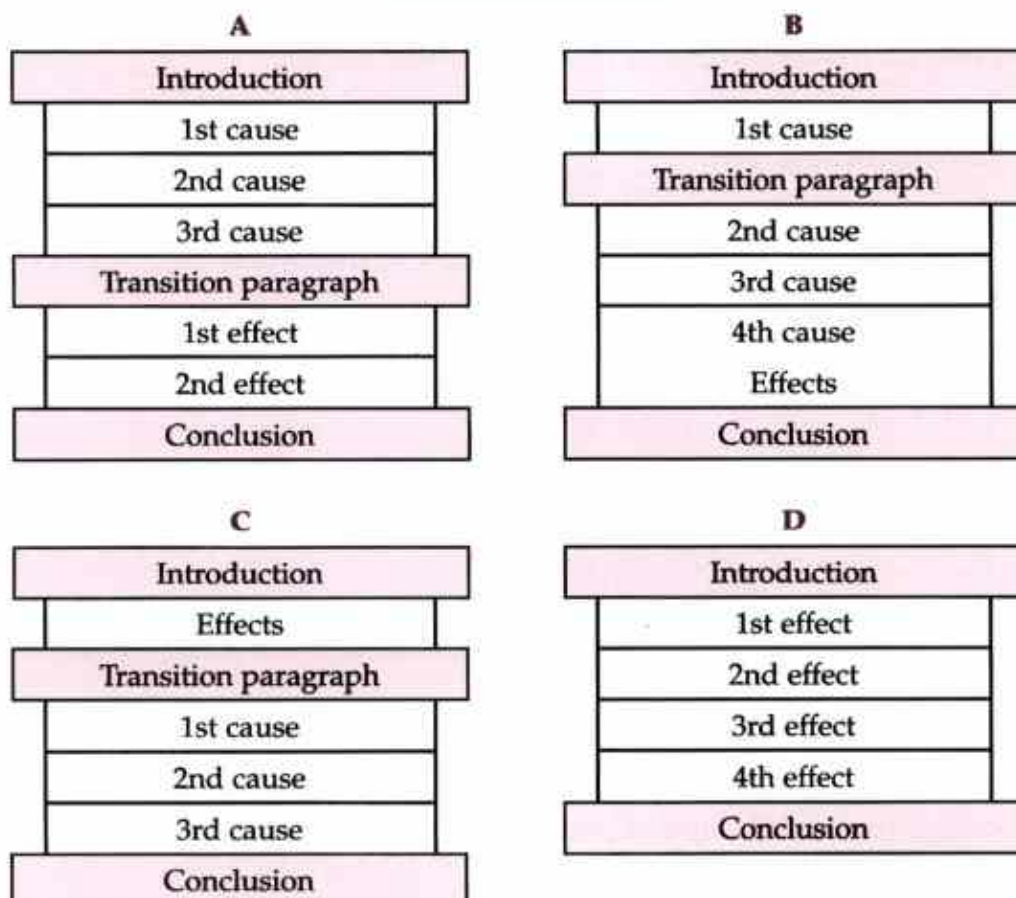 A
Introduction
1st cause
2nd cause
3rd cause
Transition paragraph
1st effect
2nd effect
Conclusion
B
Introduction
1st cause
Transition paragraph
2nd cause
3rd cause
4th cause
Effects
Conclusion
C
Introduction
Effects
Transition paragraph
1st cause
2nd cause
3rd cause
Conclusion
D
Introduction
1st effect
2nd effect
3rd effect
4th effect
Conclusion